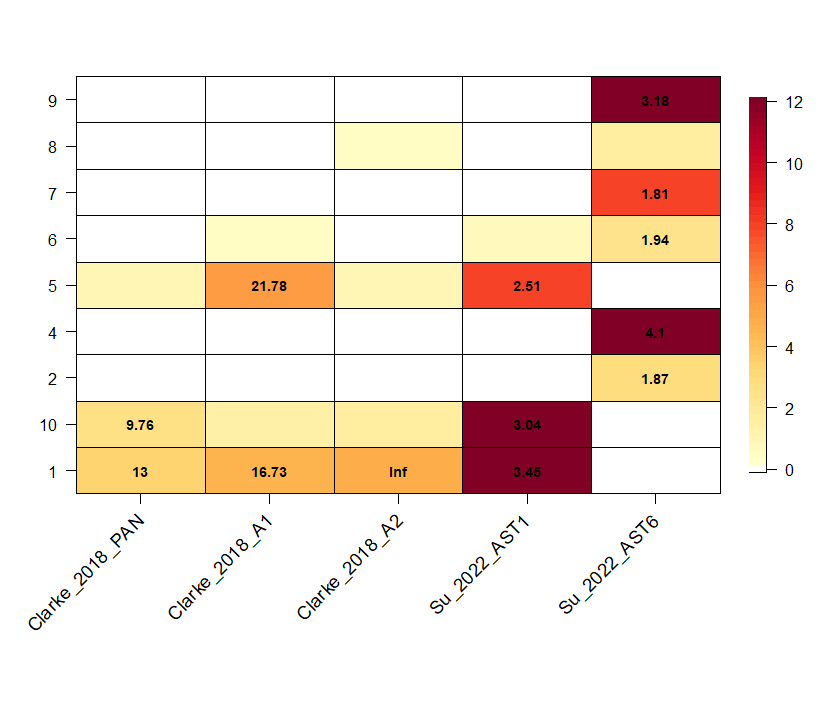 9 3.18 12
8
10
7 1.81 8
6 1.94
5 21.78 2.51 6
4 4.1 4
2 1.87
2
10 9.76 3.04
1 13 16.73 Inf 3.45 0
Clarke_2018_PAN Clarke_2018_A1 Clarke_2018_A2 Su_2022_AST1 Su_2022_AST6